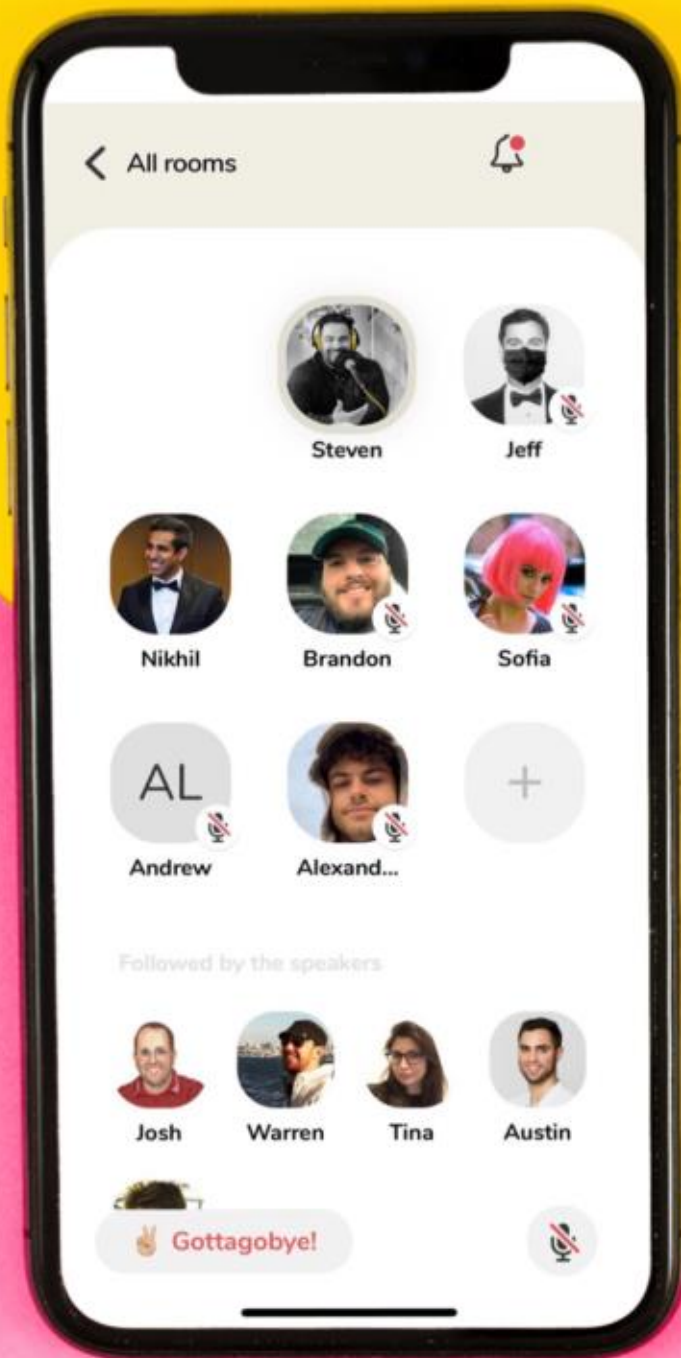 All rooms
Steven Jeff
Nikhil Brandon Sofia
AL
Andrew Alexand...
Followed by the speakers
Josh Warren Tina Austin
✌🏼 Gottagobye!